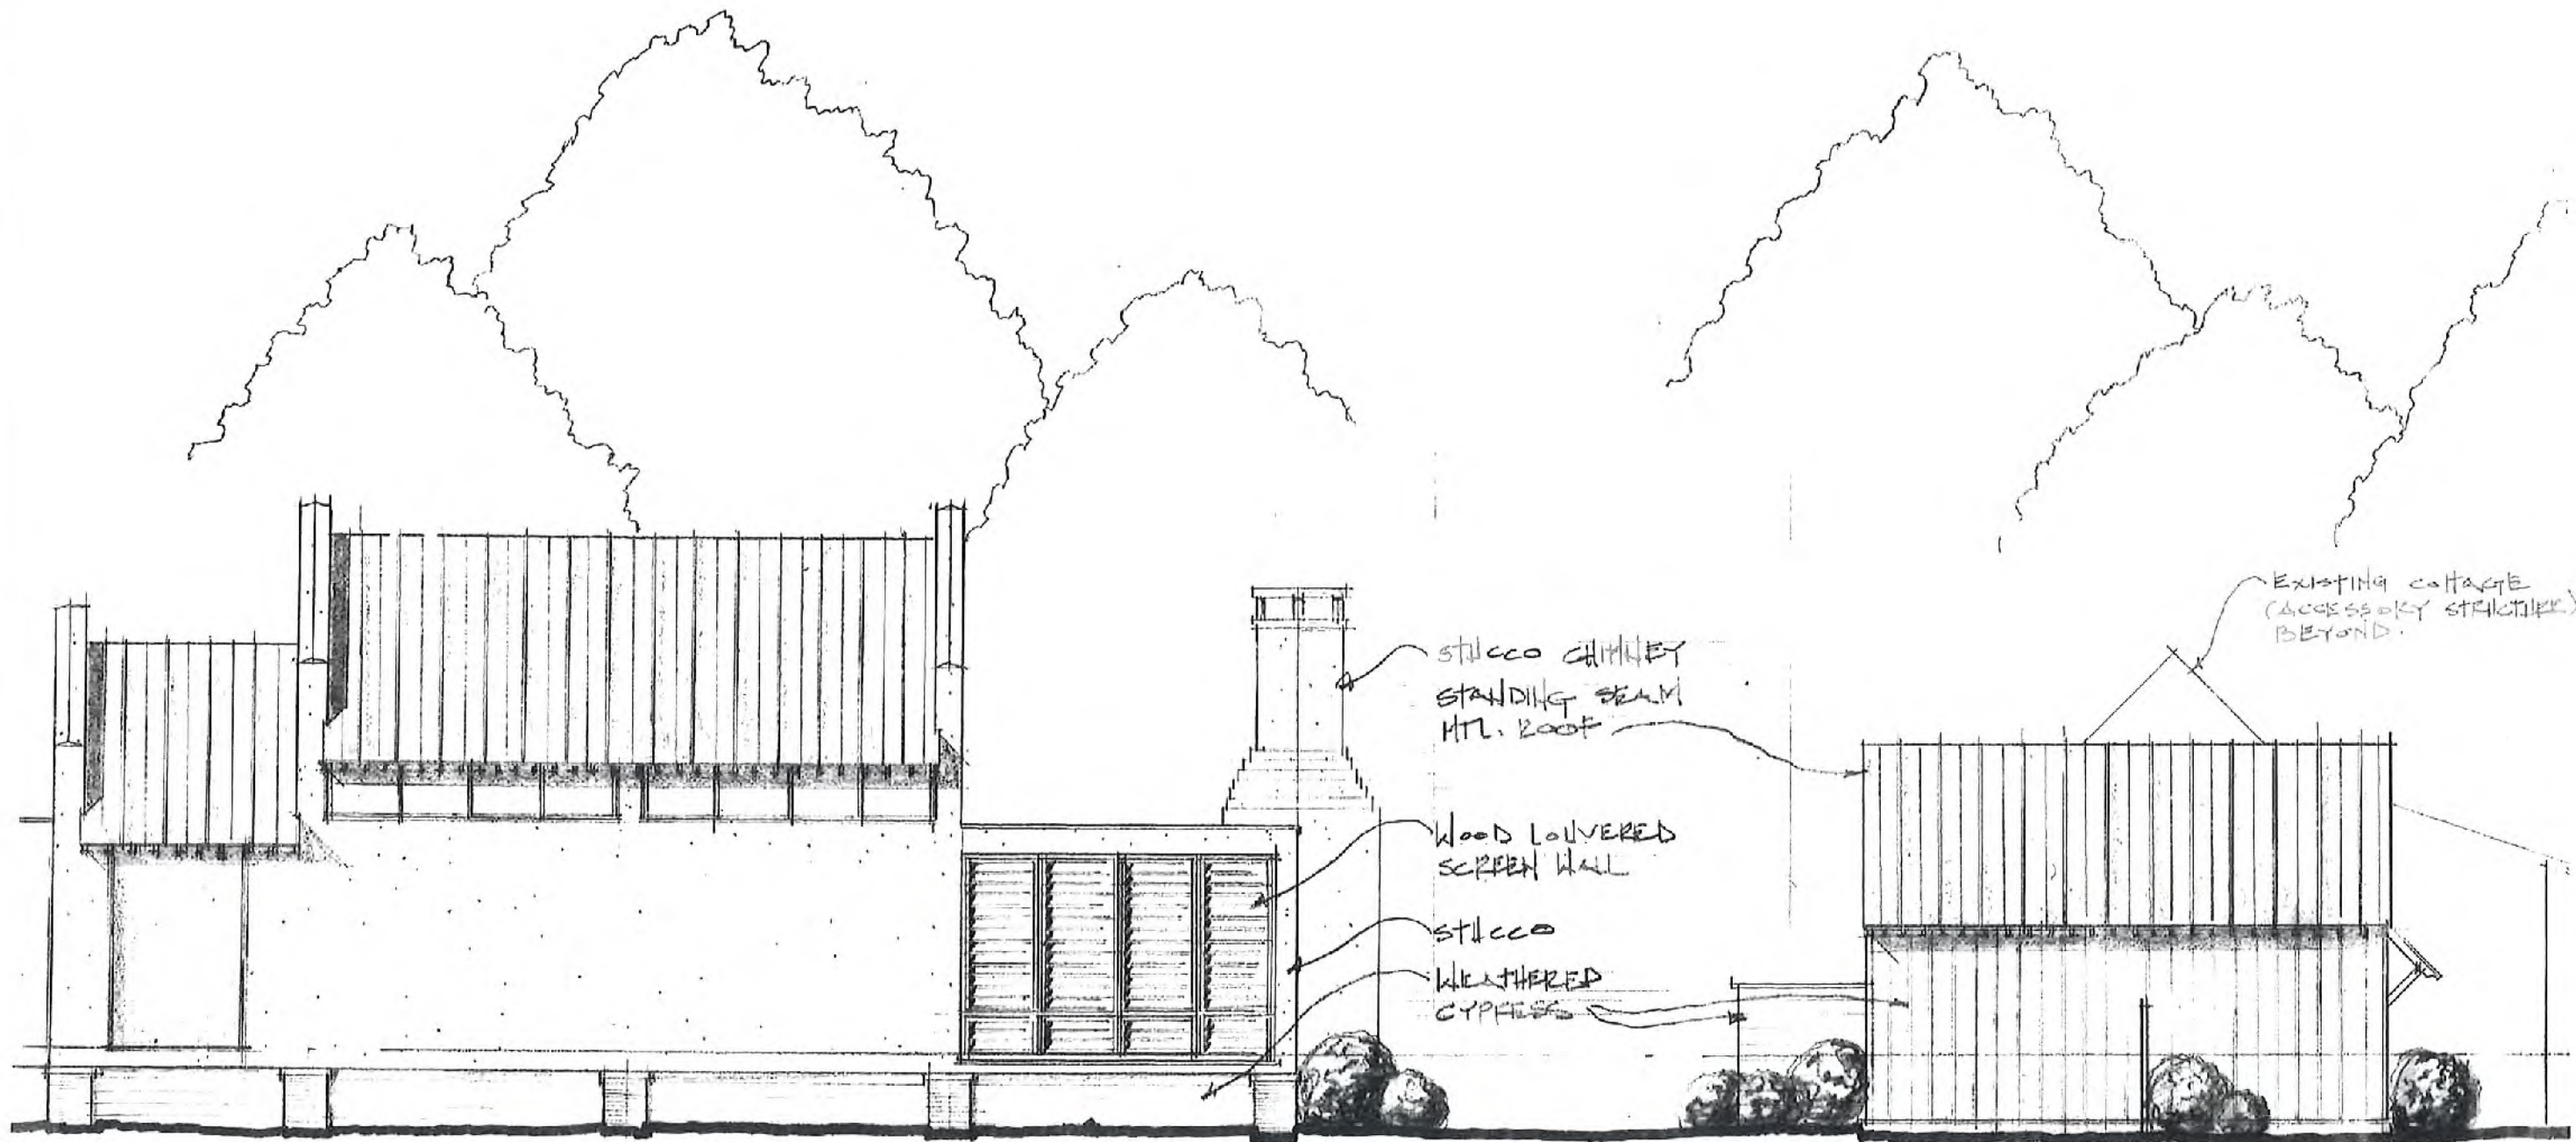 EXISTING COTTAGE
(ACCESSORY STRUCTURE)
BEYOND.
STUCCO CHIMNEY
STANDING SEAM
MTL. ROOF
WOOD LOUVERED
SCREEN WALL
STUCCO
WEATHERED
CYPRESS